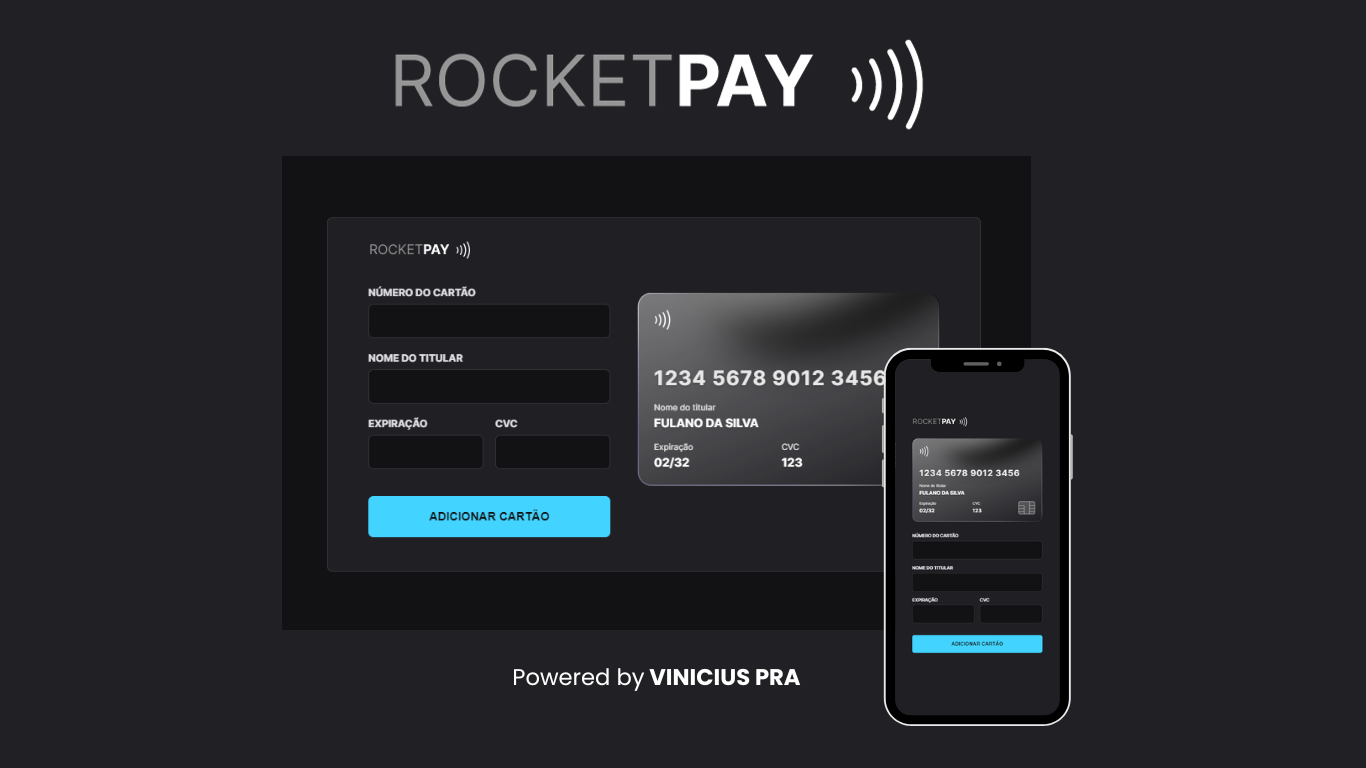 ROCKETPAY
ROCKETPAY
NÚMERO DO CARTÃO
NOME DO TITULAR
EXPIRAÇÃO CVC
ADICIONAR CARTÃO
1234 5678 9012 3456
Nome do titular
FULANO DA SILVA
Expiração CVC
02/32 123
ROCKETPAY
1234 5678 9012 3456
Nome do titular
FULANO DA SILVA
Expiração CVC
02/32 123
NÚMERO DO CARTÃO
NOME DO TITULAR
EXPIRAÇÃO CVC
ADICIONAR CARTÃO
Powered by VINICIUS PRA